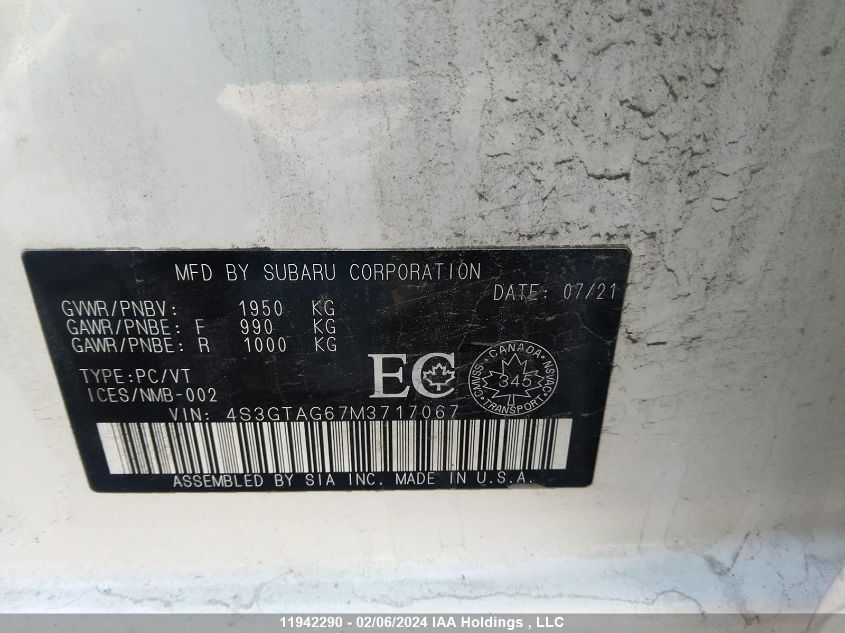 MFD BY SUBARU CORPORATION
DATE: 07/21
GVWR/PNBV: 1950 KG
GAWR/PNBE: F 990 KG
GAWR/PNBE: R 1000 KG
TYPE:PC/VT
ICES/NMB-002
EC
CANADA
CMVSS NSVAC
345
TRANSPORT
VIN: 4S3GTAG67M3717067
ASSEMBLED BY SIA INC. MADE IN U.S.A.
11942290 - 02/06/2024 IAA Holdings , LLC